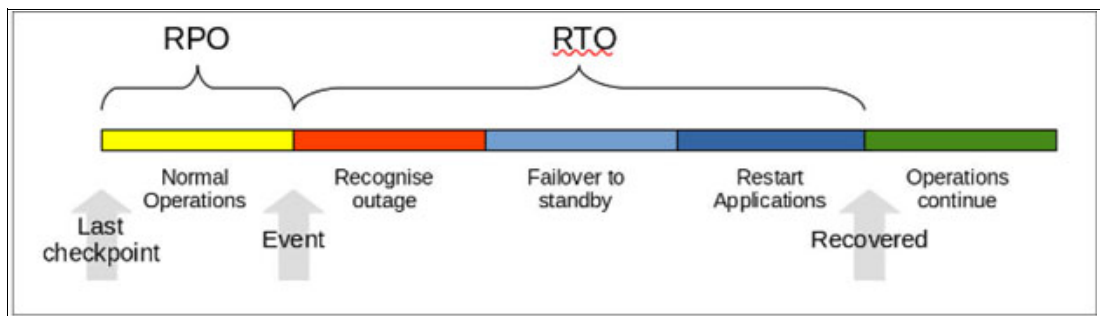 RPO
RTO
Normal
Operations
Recognise
outage
Failover to
standby
Restart
Applications
Operations
continue
Last
checkpoint
Event
Recovered